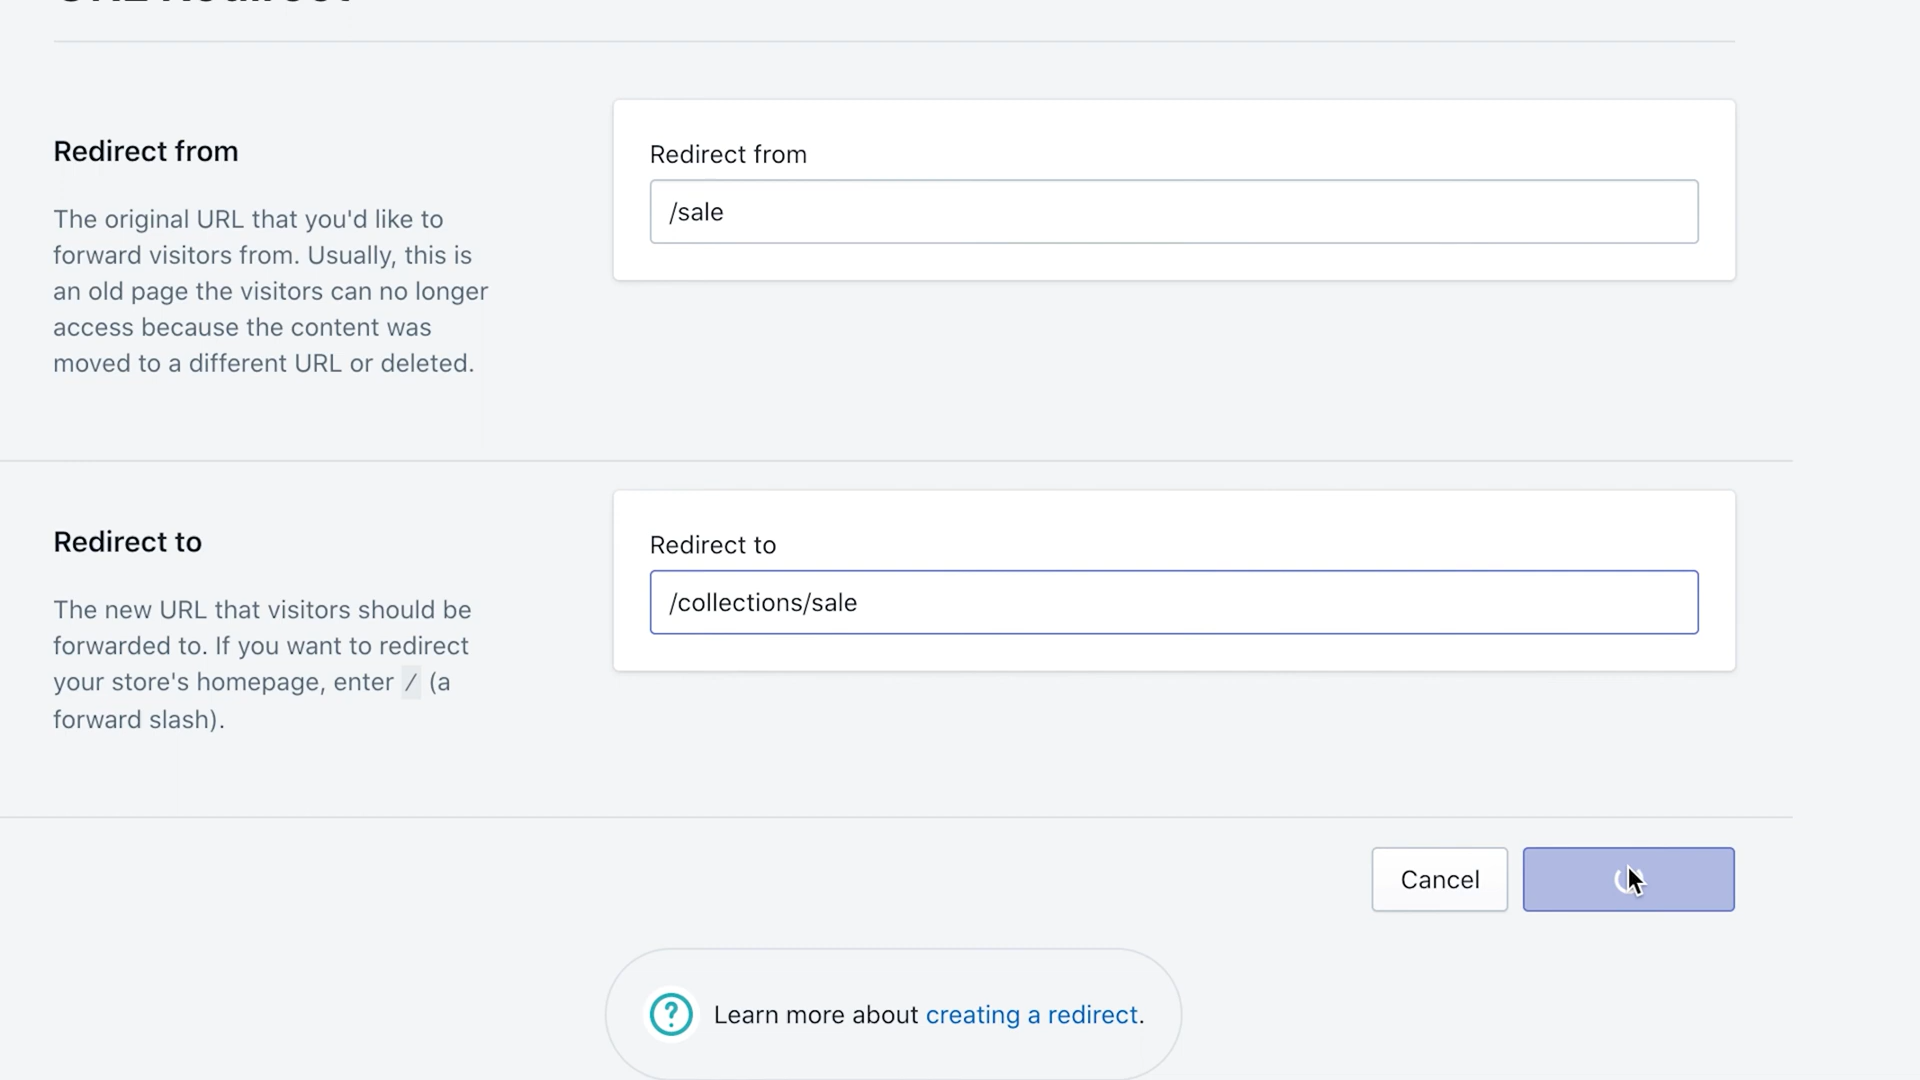 URL Redirect
Redirect from
The original URL that you'd like to
forward visitors from. Usually, this is
an old page the visitors can no longer
access because the content was
moved to a different URL or deleted.
Redirect from
/sale
Redirect to
The new URL that visitors should be
forwarded to. If you want to redirect
your store's homepage, enter / (a
forward slash).
Redirect to
/collections/sale
Cancel
Learn more about creating a redirect.